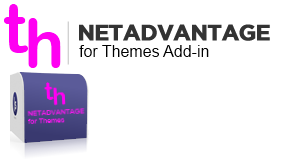 th
NETADVANTAGE
for Themes Add-in
th
NETADVANTAGE
for Themes